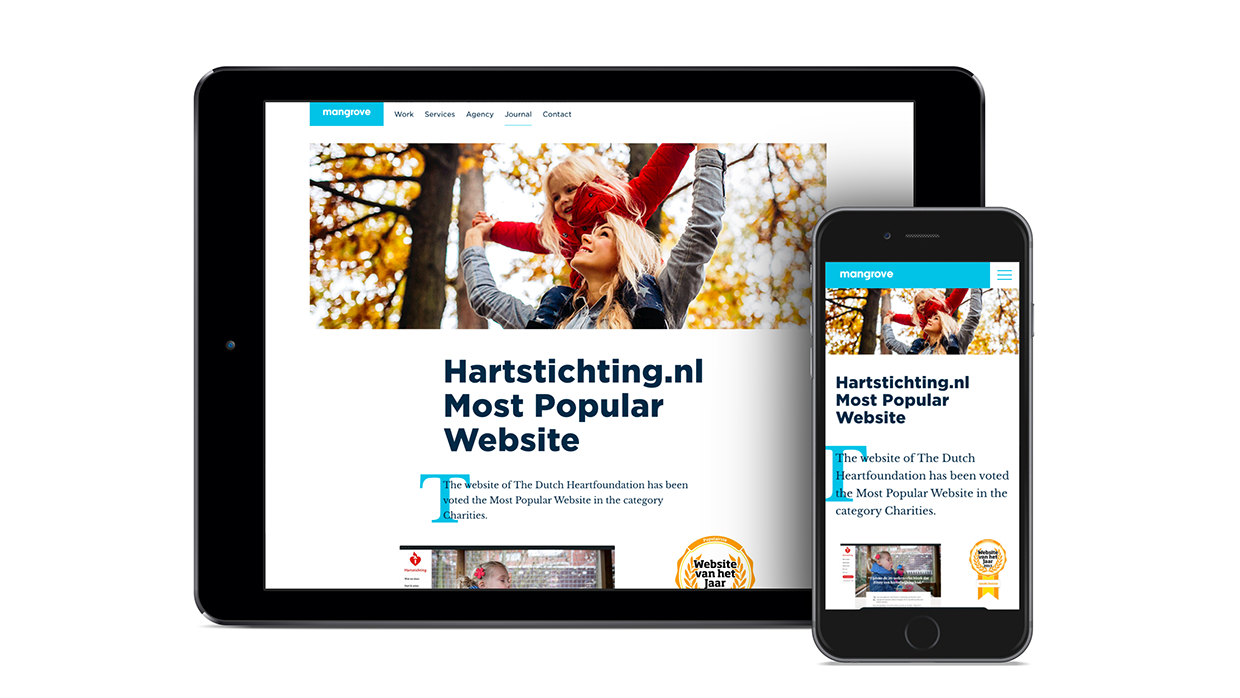 mangrove
Work Services Agency Journal Contact
Hartstichting.nl
Most Popular
Website
The website of The Dutch Heartfoundation has been
voted the Most Popular Website in the category
Charities.
Hartstichting
Website
van het
Jaar
mangrove
Hartstichting.nl
Most Popular
Website
The website of The Dutch
Heartfoundation has been voted
the Most Popular Website in the
category Charities.
Website
van het
Jaar